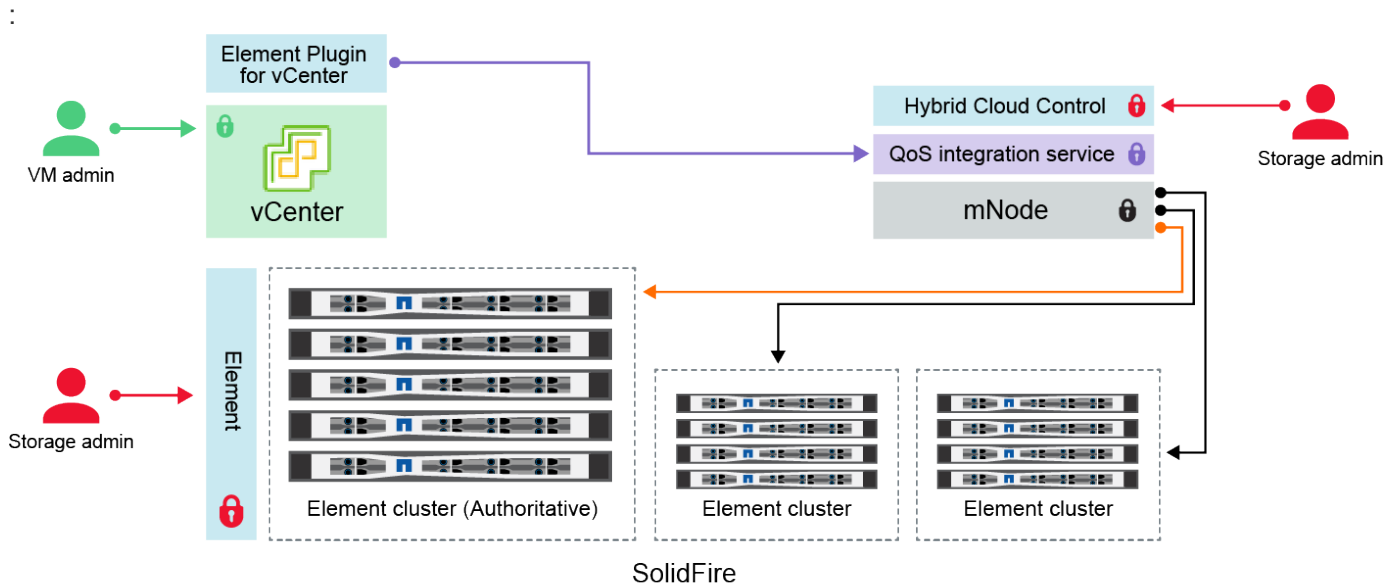 :
Element Plugin
for vCenter
VM admin
vCenter
Hybrid Cloud Control
QoS integration service
mNode
Storage admin
Element
Storage admin
Element cluster (Authoritative)
Element cluster
Element cluster
SolidFire